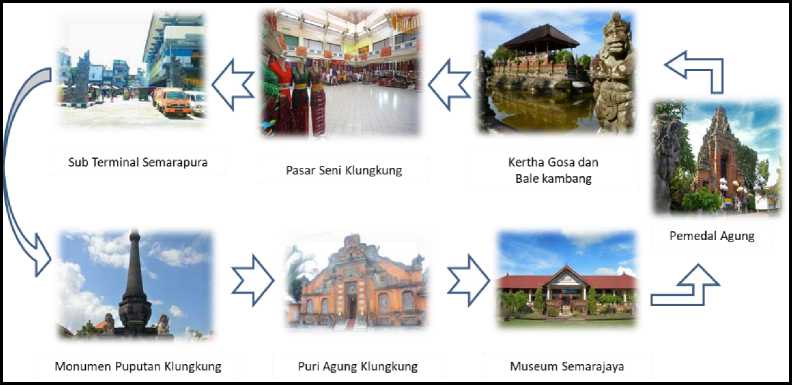 Sub Terminal Semarapura
Pasar Seni Klungkung
Kertha Gosa dan
Bale kambang
Pemedal Agung
Monumen Puputan Klungkung
Puri Agung Klungkung
Museum Semarajaya